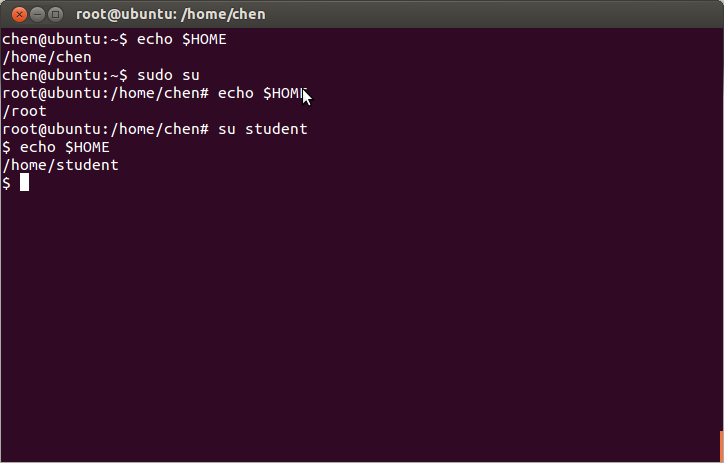 root@ubuntu: /home/chen
chen@ubuntu:~$ echo $HOME
/home/chen
chen@ubuntu:~$ sudo su
root@ubuntu:/home/chen# echo $HOME
/root
root@ubuntu:/home/chen# su student
$ echo $HOME
/home/student
$